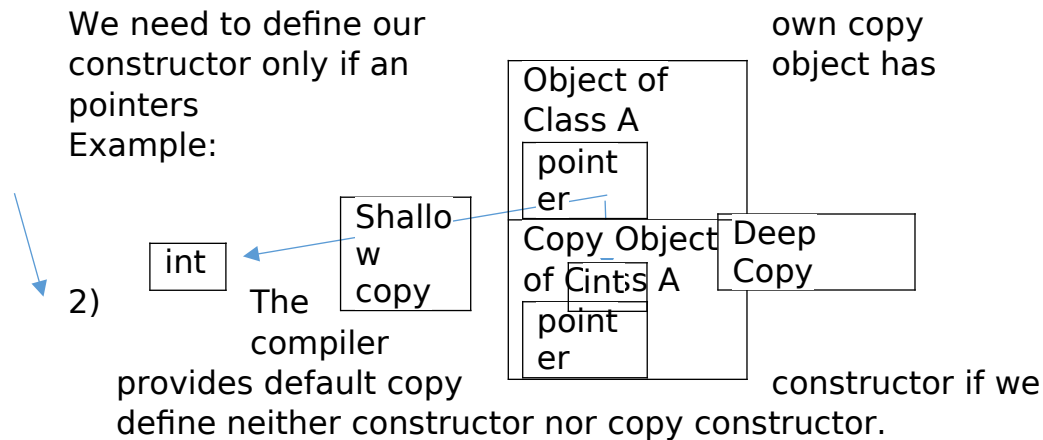 We need to define our own copy
constructor only if an object has
pointers
Example:
Object of
Class A
point
er
Shallo
w
copy
int
Copy Object
of Class A
int
point
er
Deep
Copy
2) The
compiler
provides default copy constructor if we
define neither constructor nor copy constructor.